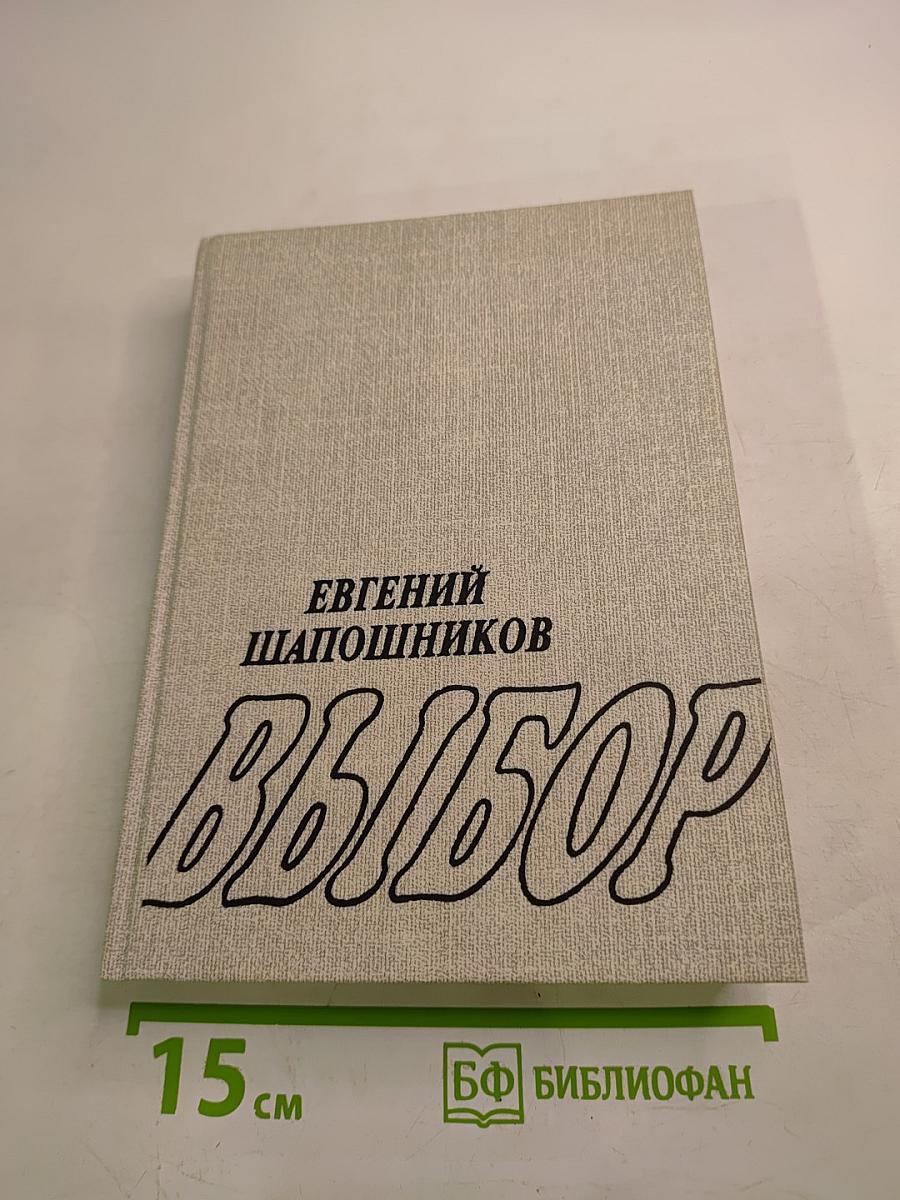 ЕВГЕНИЙ
ШАПОШНИКОВ
ВЫБОР
15 см
БФ БИБЛИОФАН